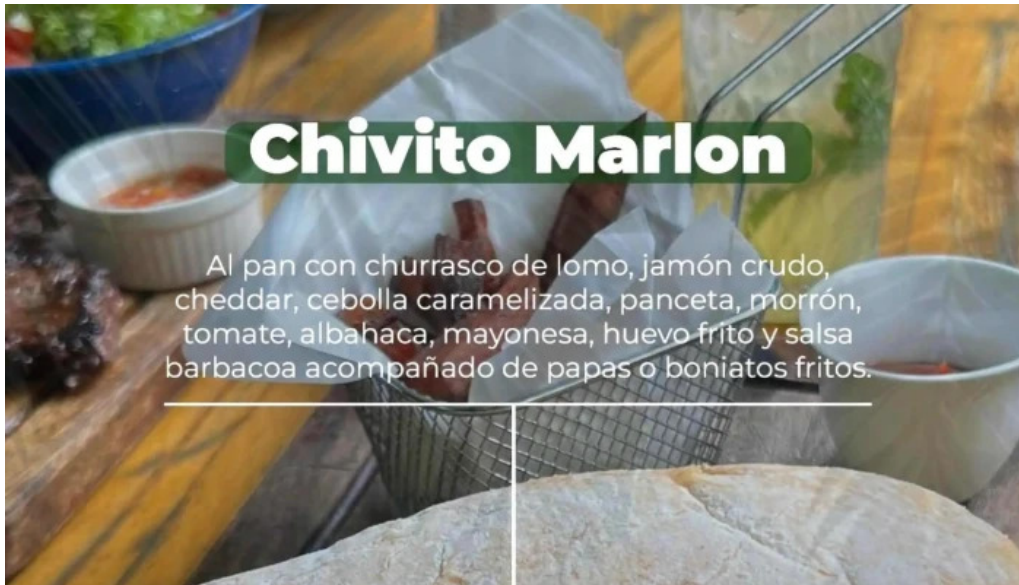 Chivito Marlon
Al pan con churrasco de lomo, jamón crudo,
cheddar, cebolla caramelizada, panceta, morrón,
tomate, albahaca, mayonesa, huevo frito y salsa
barbacoa acompañado de papas o boniatos fritos.